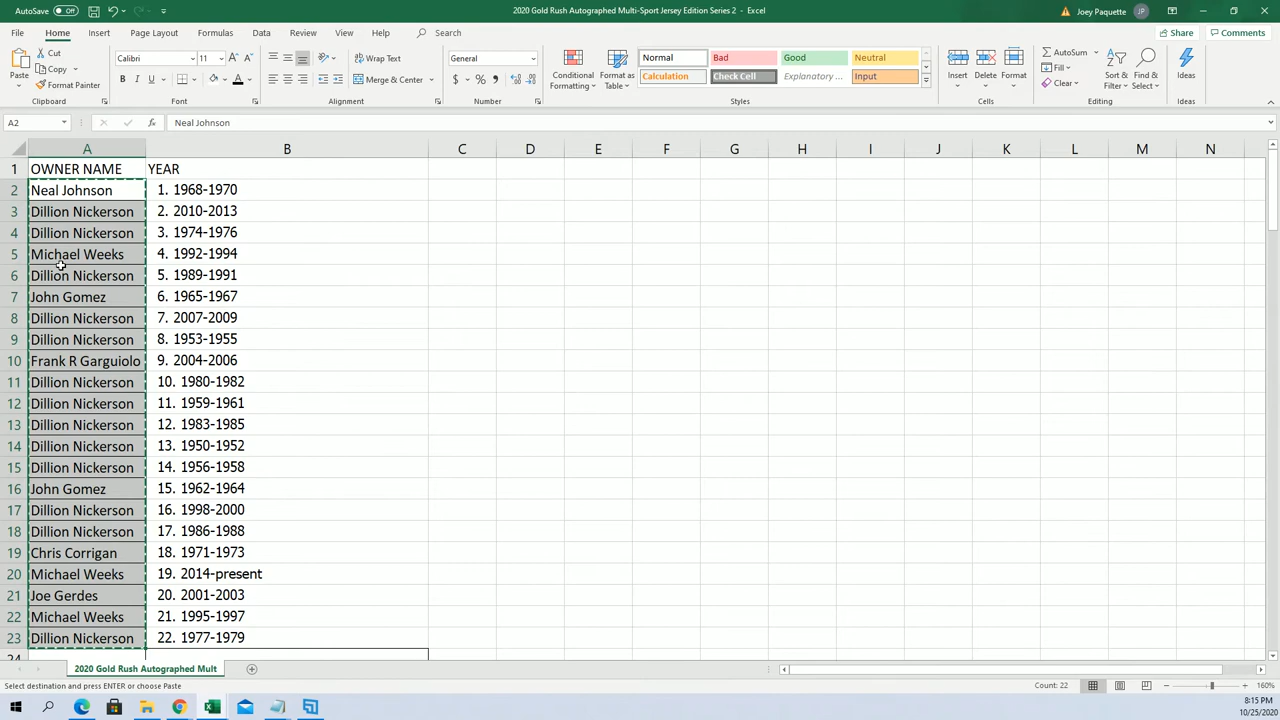 AutoSave Off 2020 Gold Rush Autographed Multi-Sport Jersey Edition Series 2 - Excel Joey Paquette JP
File Home Insert Page Layout Formulas Data Review View Help Search Share Comments
Cut Calibri 11 Wrap Text General Normal Bad Good Neutral AutoSum
Copy Calculation Check Cell Explanatory ... Input Fill
Paste Format Painter B I U Merge & Center $ % Conditional Formatting Format as Table Insert Delete Format Clear Sort & Filter Find & Select Ideas
Clipboard Font Alignment Number Styles Cells Editing Ideas
A2 fx Neal Johnson
A B C D E F G H I J K L M N
1 OWNER NAME YEAR
2 Neal Johnson 1. 1968-1970
3 Dillion Nickerson 2. 2010-2013
4 Dillion Nickerson 3. 1974-1976
5 Michael Weeks 4. 1992-1994
6 Dillion Nickerson 5. 1989-1991
7 John Gomez 6. 1965-1967
8 Dillion Nickerson 7. 2007-2009
9 Dillion Nickerson 8. 1953-1955
10 Frank R Garguiolo 9. 2004-2006
11 Dillion Nickerson 10. 1980-1982
12 Dillion Nickerson 11. 1959-1961
13 Dillion Nickerson 12. 1983-1985
14 Dillion Nickerson 13. 1950-1952
15 Dillion Nickerson 14. 1956-1958
16 John Gomez 15. 1962-1964
17 Dillion Nickerson 16. 1998-2000
18 Dillion Nickerson 17. 1986-1988
19 Chris Corrigan 18. 1971-1973
20 Michael Weeks 19. 2014-present
21 Joe Gerdes 20. 2001-2003
22 Michael Weeks 21. 1995-1997
23 Dillion Nickerson 22. 1977-1979
24
2020 Gold Rush Autographed Mult
Select destination and press ENTER or choose Paste Count: 22 160%
8:15 PM
10/25/2020